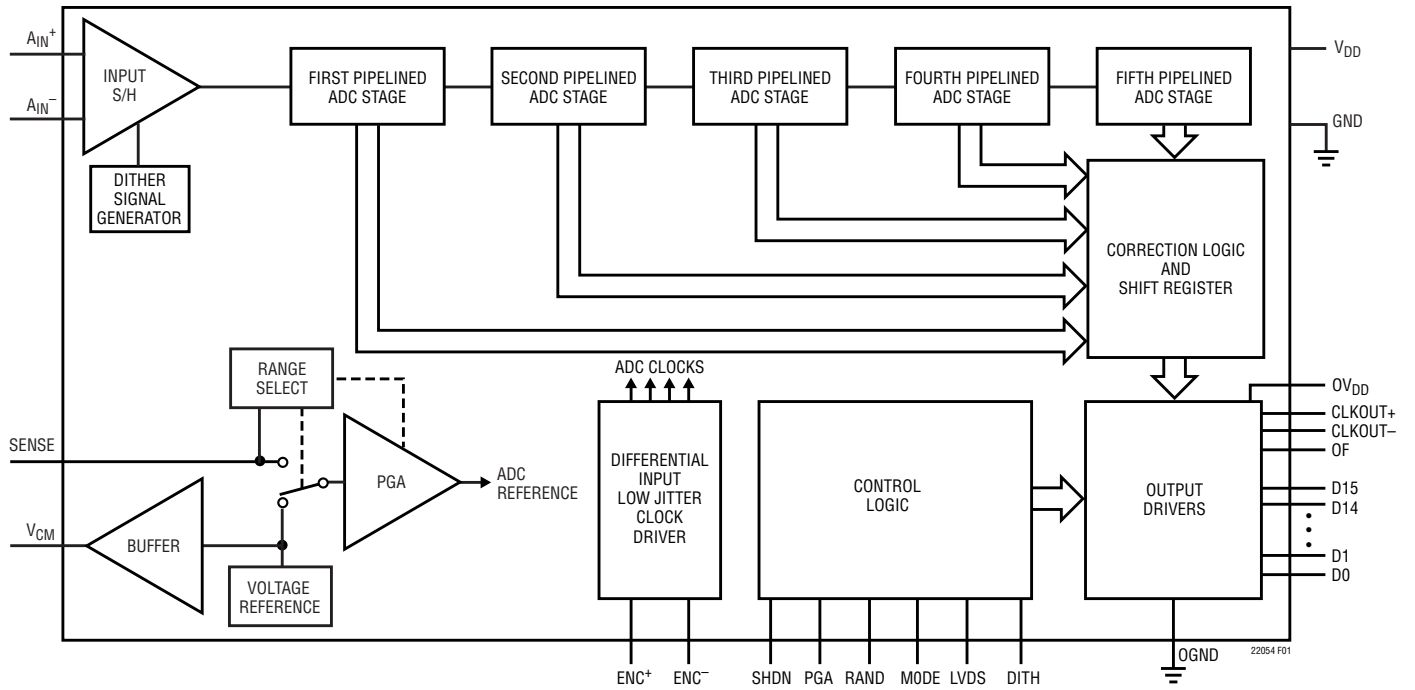 AIN+
AIN–
INPUT
S/H
DITHER
SIGNAL
GENERATOR
FIRST PIPELINED
ADC STAGE
SECOND PIPELINED
ADC STAGE
THIRD PIPELINED
ADC STAGE
FOURTH PIPELINED
ADC STAGE
FIFTH PIPELINED
ADC STAGE
VDD
GND
CORRECTION LOGIC
AND
SHIFT REGISTER
RANGE
SELECT
SENSE
PGA
ADC
REFERENCE
VCM
BUFFER
VOLTAGE
REFERENCE
ADC CLOCKS
DIFFERENTIAL
INPUT
LOW JITTER
CLOCK
DRIVER
CONTROL
LOGIC
OUTPUT
DRIVERS
OVDD
CLKOUT+
CLKOUT–
OF
D15
D14
D1
D0
ENC+
ENC–
SHDN
PGA
RAND
MODE
LVDS
DITH
OGND
22054 F01